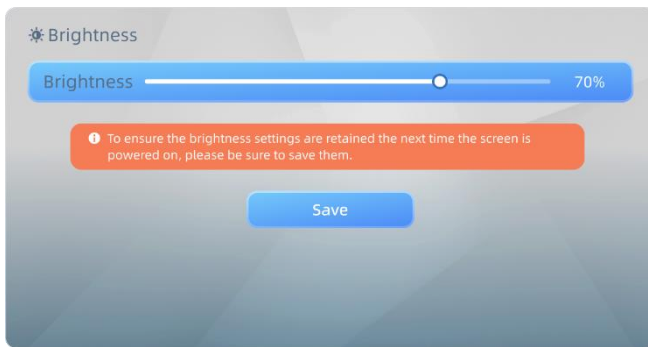 Brightness
Brightness 70%
To ensure the brightness settings are retained the next time the screen is
powered on, please be sure to save them.
Save